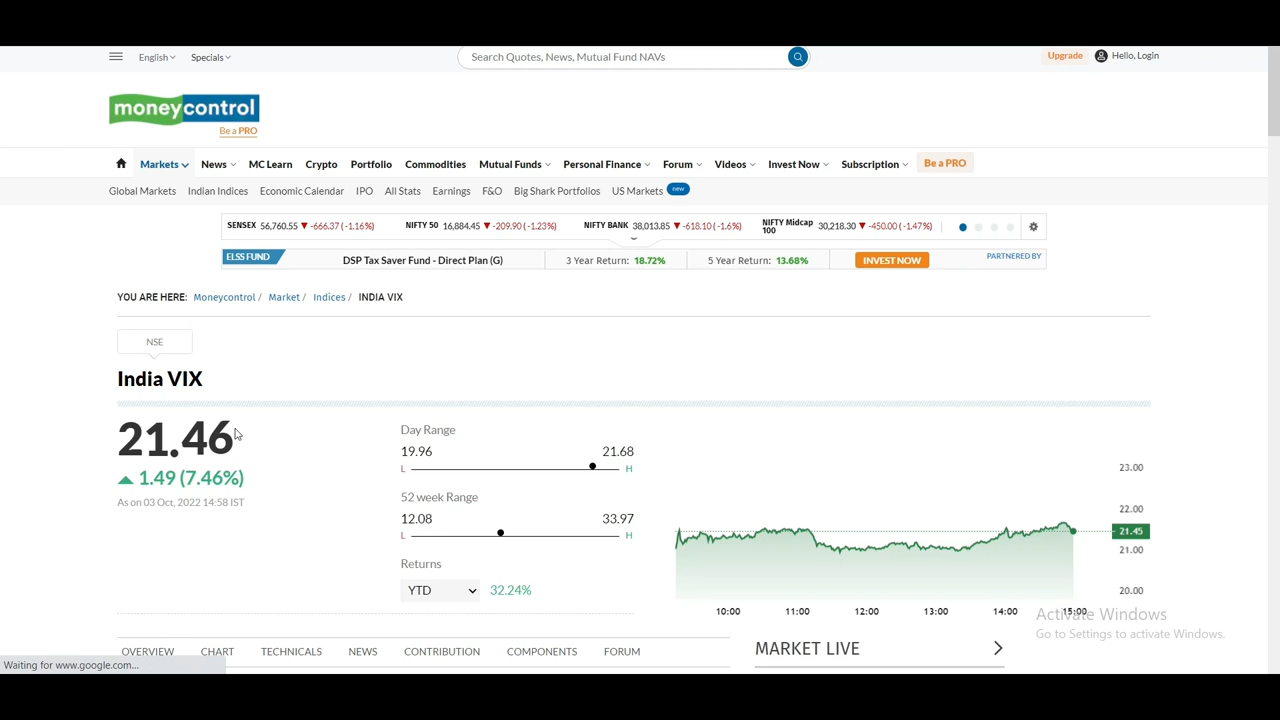 English Specials Search Quotes, News, Mutual Fund NAVs Upgrade Hello, Login
moneycontrol
Be a PRO
Markets News MC Learn Crypto Portfolio Commodities Mutual Funds Personal Finance Forum Videos Invest Now Subscription Be a PRO
Global Markets Indian Indices Economic Calendar IPO All Stats Earnings F&O Big Shark Portfolios US Markets new
SENSEX 56,760.55 ▼ -666.37 (-1.16%) NIFTY 50 16,884.45 ▼ -209.90 (-1.23%) NIFTY BANK 38,013.85 ▼ -618.10 (-1.6%) NIFTY Midcap 100 30,218.30 ▼ -450.00 (-1.47%)
ELSS FUND DSP Tax Saver Fund - Direct Plan (G) 3 Year Return: 18.72% 5 Year Return: 13.68% INVEST NOW PARTNERED BY
YOU ARE HERE: Moneycontrol / Market / Indices / INDIA VIX
NSE
India VIX
21.46
▲ 1.49 (7.46%)
As on 03 Oct, 2022 14:58 IST
Day Range
19.96 21.68
L H
52 week Range
12.08 33.97
L H
Returns
YTD 32.24%
23.00
22.00
21.45
21.00
20.00
10:00 11:00 12:00 13:00 14:00 15:00
Activate Windows
Go to Settings to activate Windows.
OVERVIEW CHART TECHNICALS NEWS CONTRIBUTION COMPONENTS FORUM
MARKET LIVE
Waiting for www.google.com...